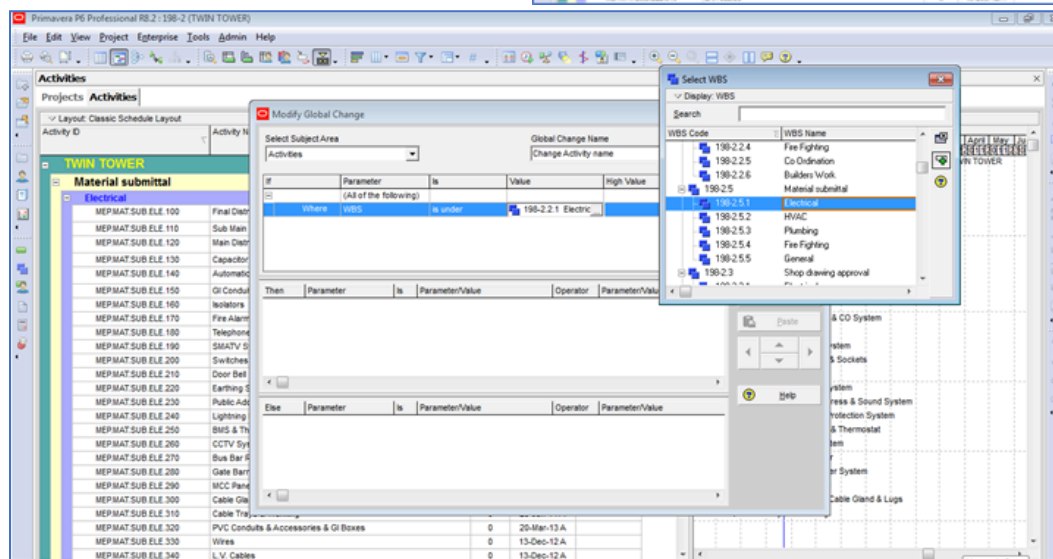 Primavera P6 Professional R8.2 : 198-2 (TWIN TOWER)
File Edit View Project Enterprise Tools Admin Help
Activities
Projects Activities
Layout: Classic Schedule Layout
Activity ID
Activity N
TWIN TOWER
Material submittal
Electrical
MEP.MAT.SUB.ELE.100 Final Distr
MEP.MAT.SUB.ELE.110 Sub Main
MEP.MAT.SUB.ELE.120 Main Distr
MEP.MAT.SUB.ELE.130 Capacitor
MEP.MAT.SUB.ELE.140 Automatic
MEP.MAT.SUB.ELE.150 GI Conduit
MEP.MAT.SUB.ELE.160 Isolators
MEP.MAT.SUB.ELE.170 Fire Alarm
MEP.MAT.SUB.ELE.180 Telephone
MEP.MAT.SUB.ELE.190 SMATV S
MEP.MAT.SUB.ELE.200 Switches
MEP.MAT.SUB.ELE.210 Door Bell
MEP.MAT.SUB.ELE.220 Earthing S
MEP.MAT.SUB.ELE.230 Public Add
MEP.MAT.SUB.ELE.240 Lightning
MEP.MAT.SUB.ELE.250 BMS & Th
MEP.MAT.SUB.ELE.260 CCTV Sys
MEP.MAT.SUB.ELE.270 Bus Bar R
MEP.MAT.SUB.ELE.280 Gate Barr
MEP.MAT.SUB.ELE.290 MCC Pane
MEP.MAT.SUB.ELE.300 Cable Gla
MEP.MAT.SUB.ELE.310 Cable Tray
MEP.MAT.SUB.ELE.320 PVC Conduits & Accessories & GI Boxes 0 20-Mar-13 A
MEP.MAT.SUB.ELE.330 Wires 0 13-Dec-12 A
MEP.MAT.SUB.ELE.340 L.V. Cables 0 13-Dec-12 A
Modify Global Change
Select Subject Area
Activities
Global Change Name
Change Activity name
If Parameter Is Value High Value
(All of the following)
Where WBS is under 198-2.2.1 Electric
Then Parameter Is Parameter/Value Operator Parameter/Valu
Else Parameter Is Parameter/Value Operator Parameter/Value
Paste
Help
Select WBS
Display: WBS
Search
WBS Code WBS Name
198-2.2.4 Fire Fighting
198-2.2.5 Co Ordination
198-2.2.6 Builders Work
198-2.5 Material submittal
198-2.5.1 Electrical
198-2.5.2 HVAC
198-2.5.3 Plumbing
198-2.5.4 Fire Fighting
198-2.5.5 General
198-2.3 Shop drawing approval
April May Ju
WIN TOWER
& CO System
ystem
& Sockets
ystem
ress & Sound System
rotection System
& Thermostat
tem
er System
Cable Gland & Lugs